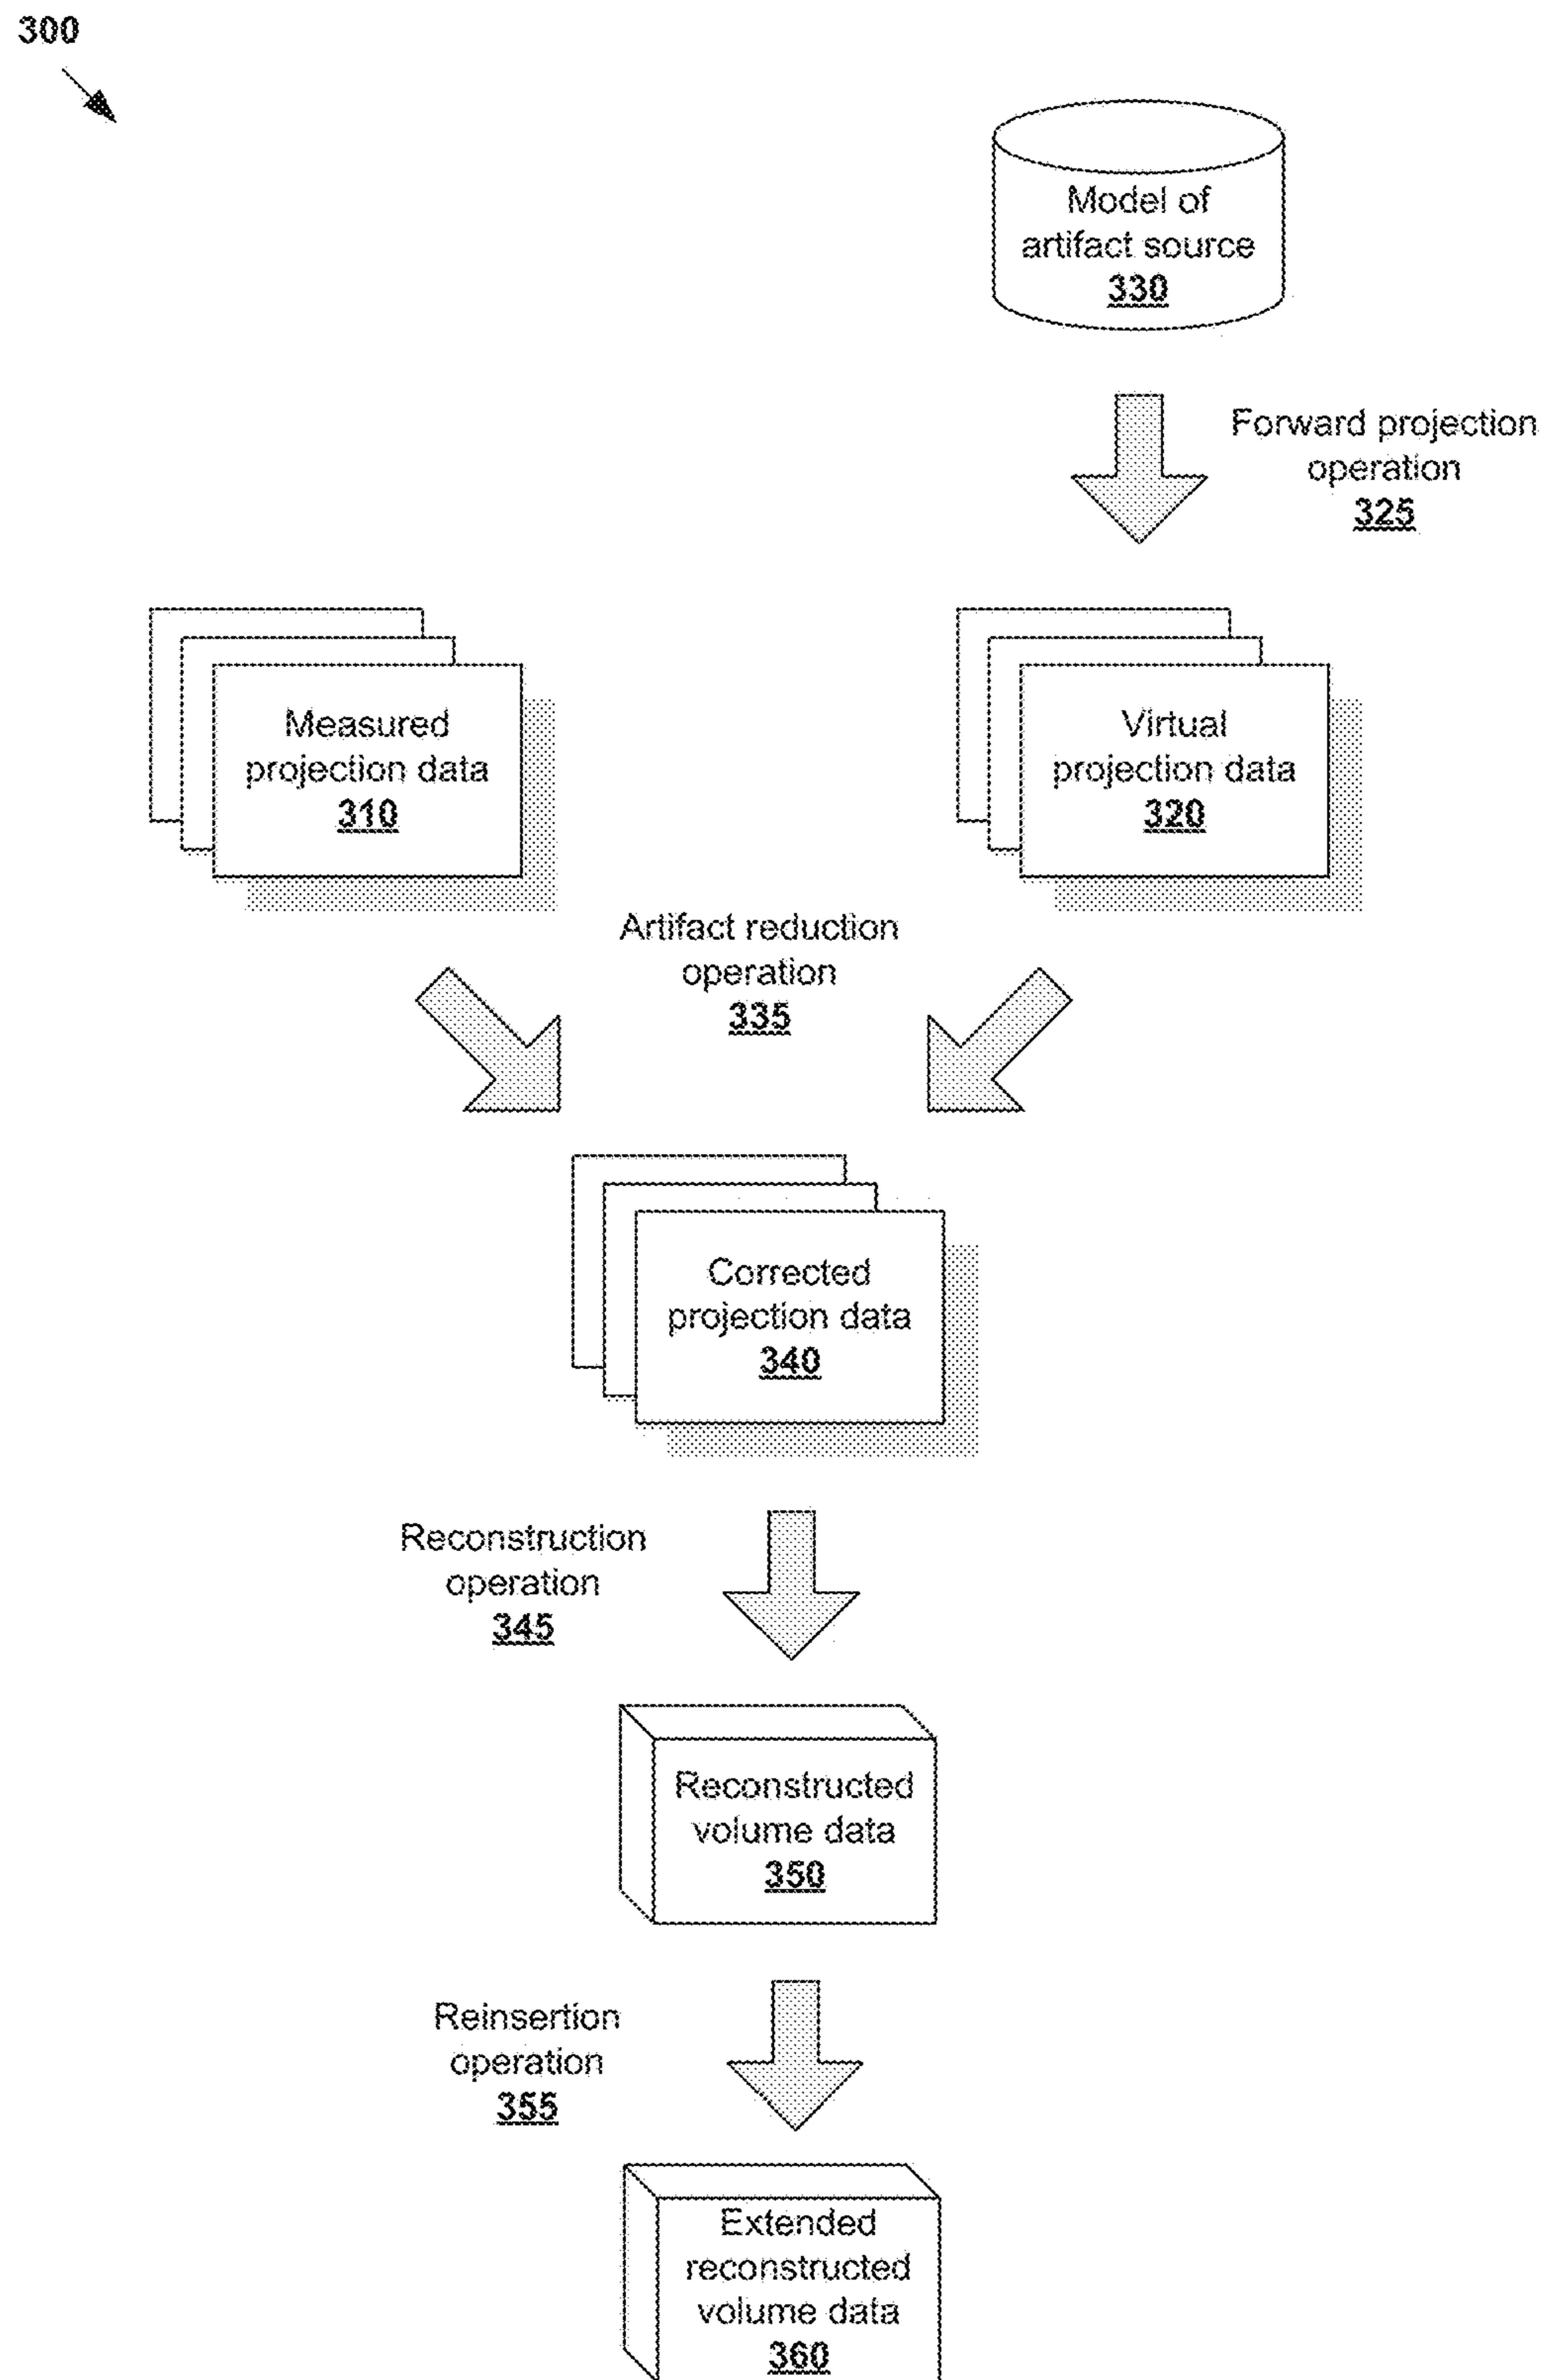 300
Model of
artifact source
330
Forward projection
operation
325
Measured
projection data
310
Virtual
projection data
320
Artifact reduction
operation
335
Corrected
projection data
340
Reconstruction
operation
345
Reconstructed
volume data
350
Reinsertion
operation
355
Extended
reconstructed
volume data
360